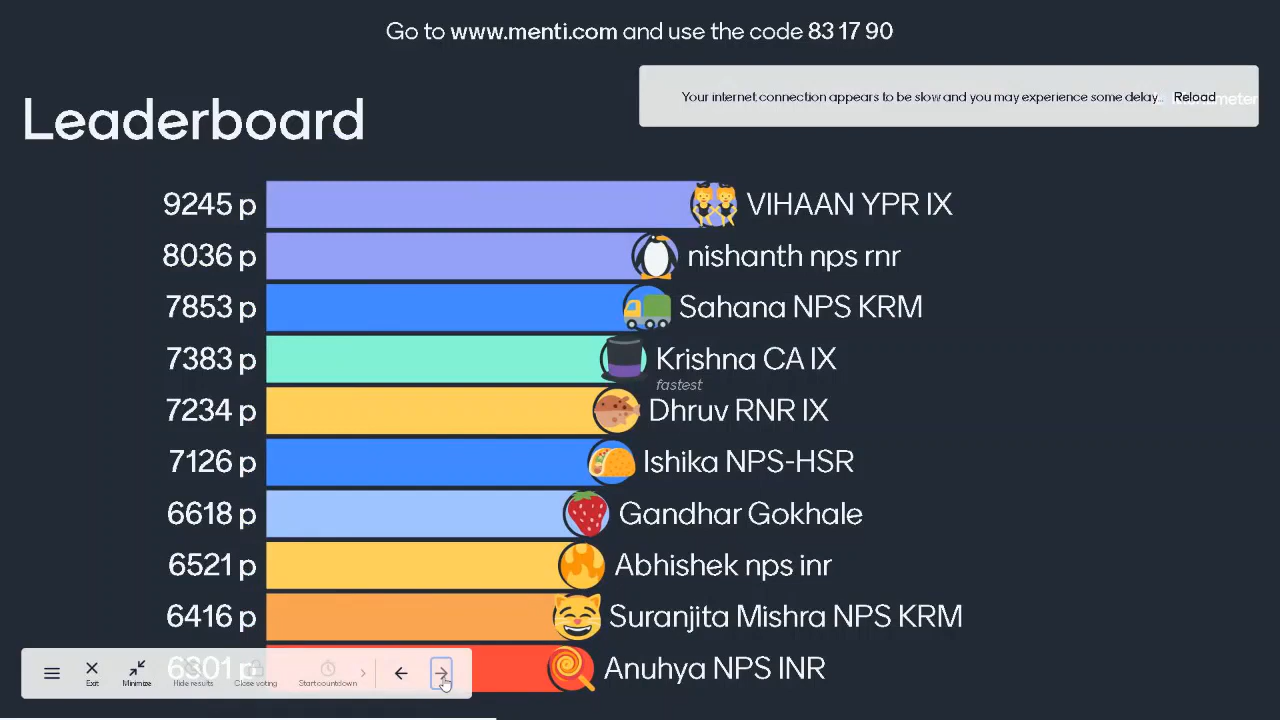 Go to www.menti.com and use the code 83 17 90
Your internet connection appears to be slow and you may experience some delay. Reload
Leaderboard
9245 p VIHAAN YPR IX
8036 p nishanth nps rnr
7853 p Sahana NPS KRM
7383 p Krishna CA IX
fastest
7234 p Dhruv RNR IX
7126 p Ishika NPS-HSR
6618 p Gandhar Gokhale
6521 p Abhishek nps inr
6416 p Suranjita Mishra NPS KRM
6301 p Anuhya NPS INR
Exit Minimize Hide results Close voting Start countdown